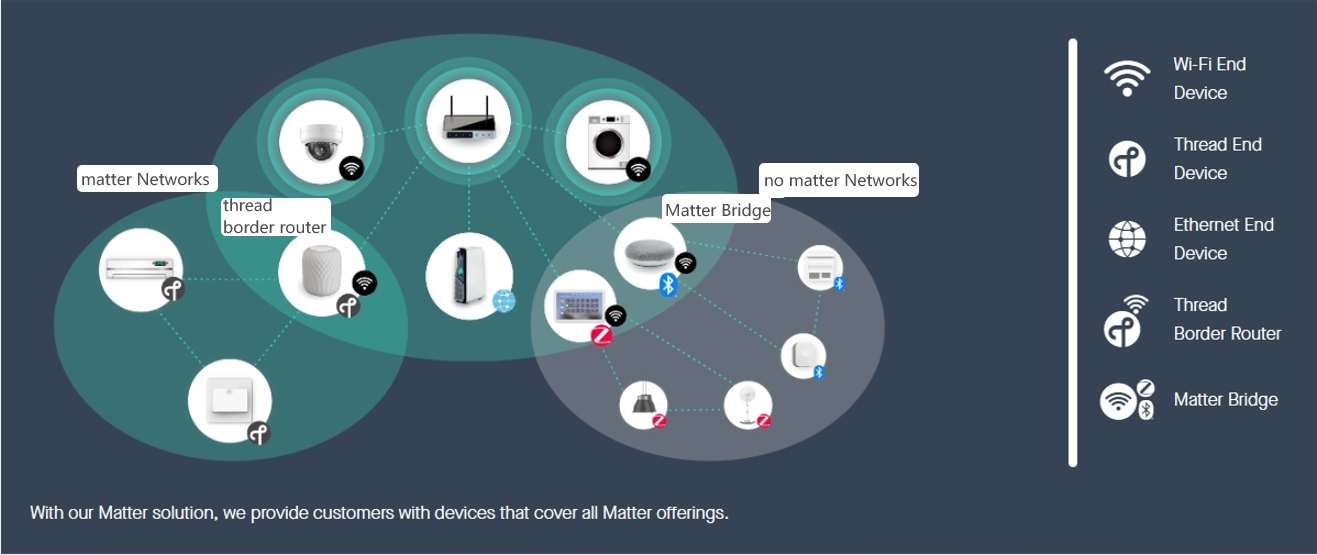 matter Networks
thread
border router
Matter Bridge
no matter Networks
Wi-Fi End
Device
Thread End
Device
Ethernet End
Device
Thread
Border Router
Matter Bridge
With our Matter solution, we provide customers with devices that cover all Matter offerings.